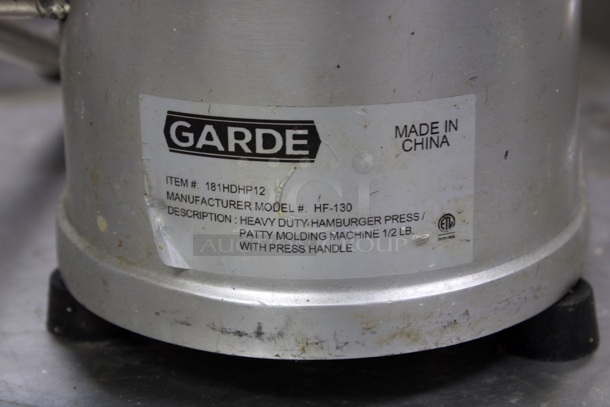 GARDE
MADE IN
CHINA
ITEM #: 181HDHP12
MANUFACTURER MODEL #: HF-130
DESCRIPTION : HEAVY DUTY HAMBURGER PRESS /
PATTY MOLDING MACHINE 1/2 LB
WITH PRESS HANDLE
ETL